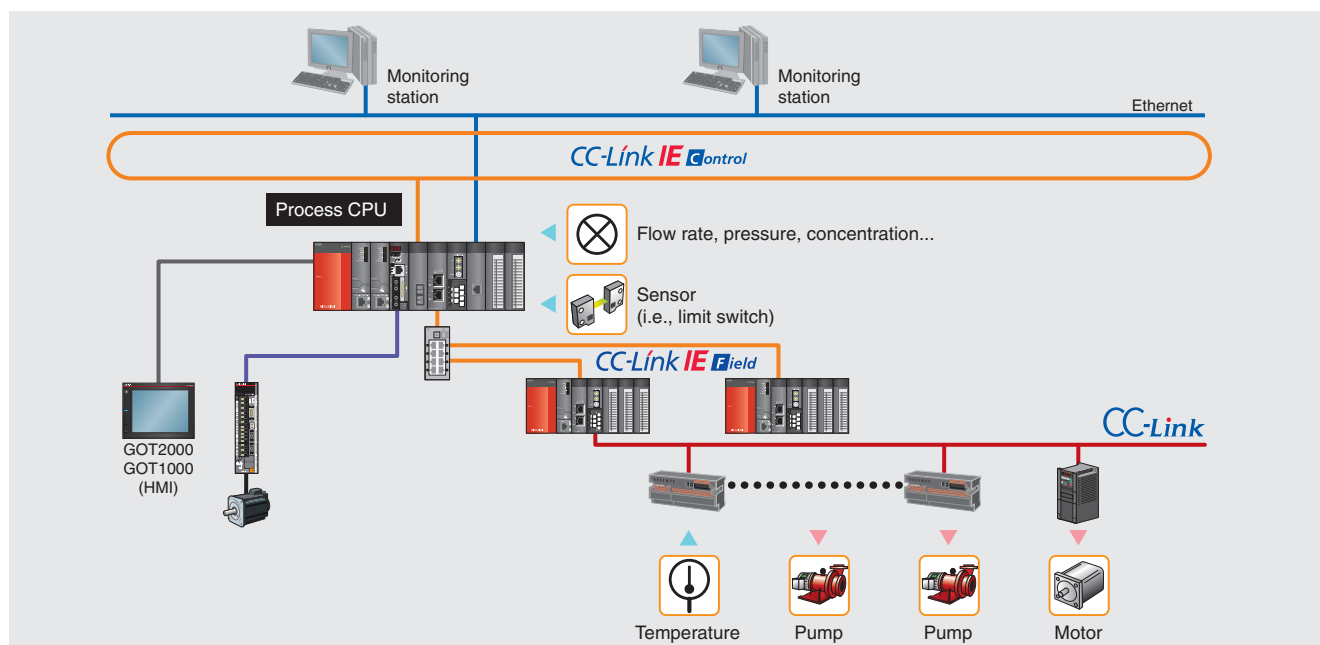 Monitoring
station
Monitoring
station
Ethernet
CC-Link IE Control
Process CPU
Flow rate, pressure, concentration...
Sensor
(i.e., limit switch)
CC-Link IE Field
CC-Link
GOT2000
GOT1000
(HMI)
Temperature
Pump
Pump
Motor